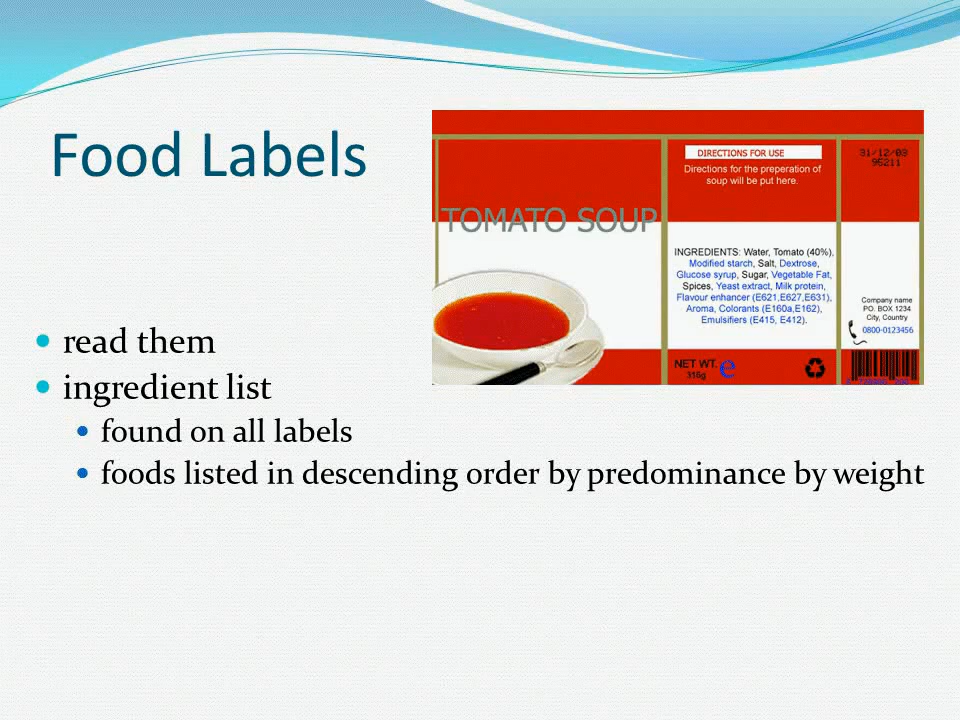 Food Labels
TOMATO SOUP
DIRECTIONS FOR USE
Directions for the preperation of
soup will be put here.
INGREDIENTS: Water, Tomato (40%),
Modified starch, Salt, Dextrose,
Glucose syrup, Sugar, Vegetable Fat,
Spices, Yeast extract, Milk protein,
Flavour enhancer (E621,E627,E631),
Aroma, Colorants (E160a,E162),
Emulsifiers (E415, E412).
NET WT. e
310g
31/12/03
96211
Company name
PO. BOX 1234
City, Country
0800-0123456
read them
ingredient list
found on all labels
foods listed in descending order by predominance by weight